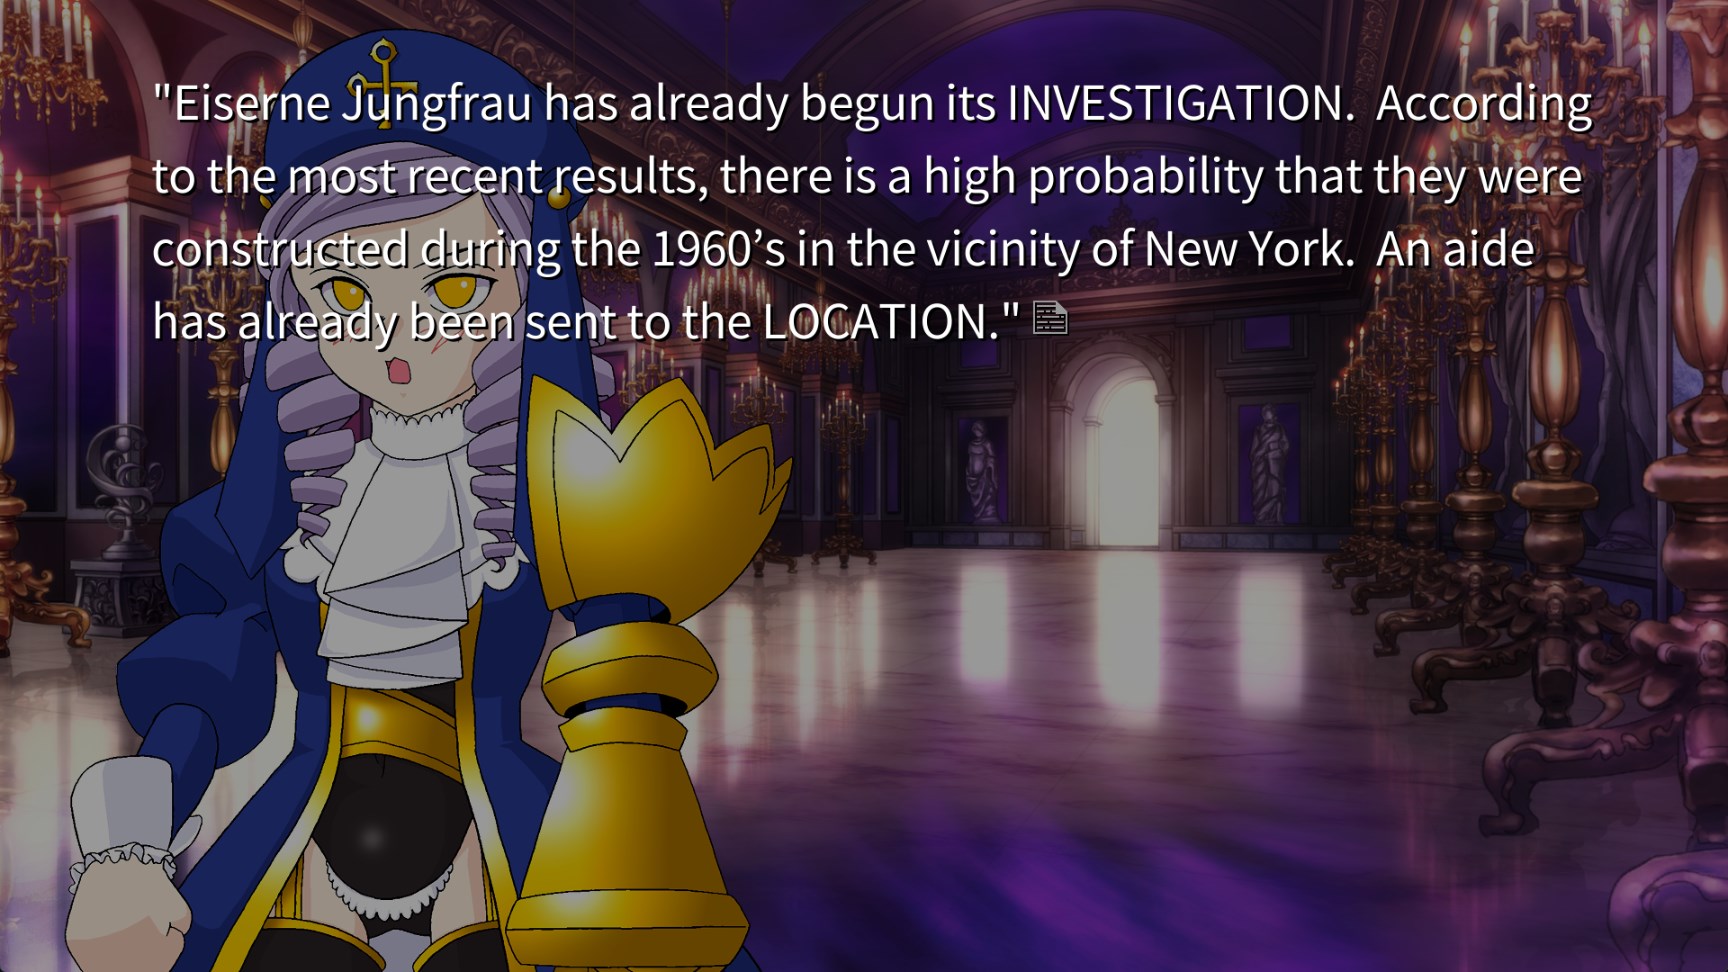 "Eiserne Jungfrau has already begun its INVESTIGATION.  According
to the most recent results, there is a high probability that they were
constructed during the 1960’s in the vicinity of New York.  An aide
has already been sent to the LOCATION."